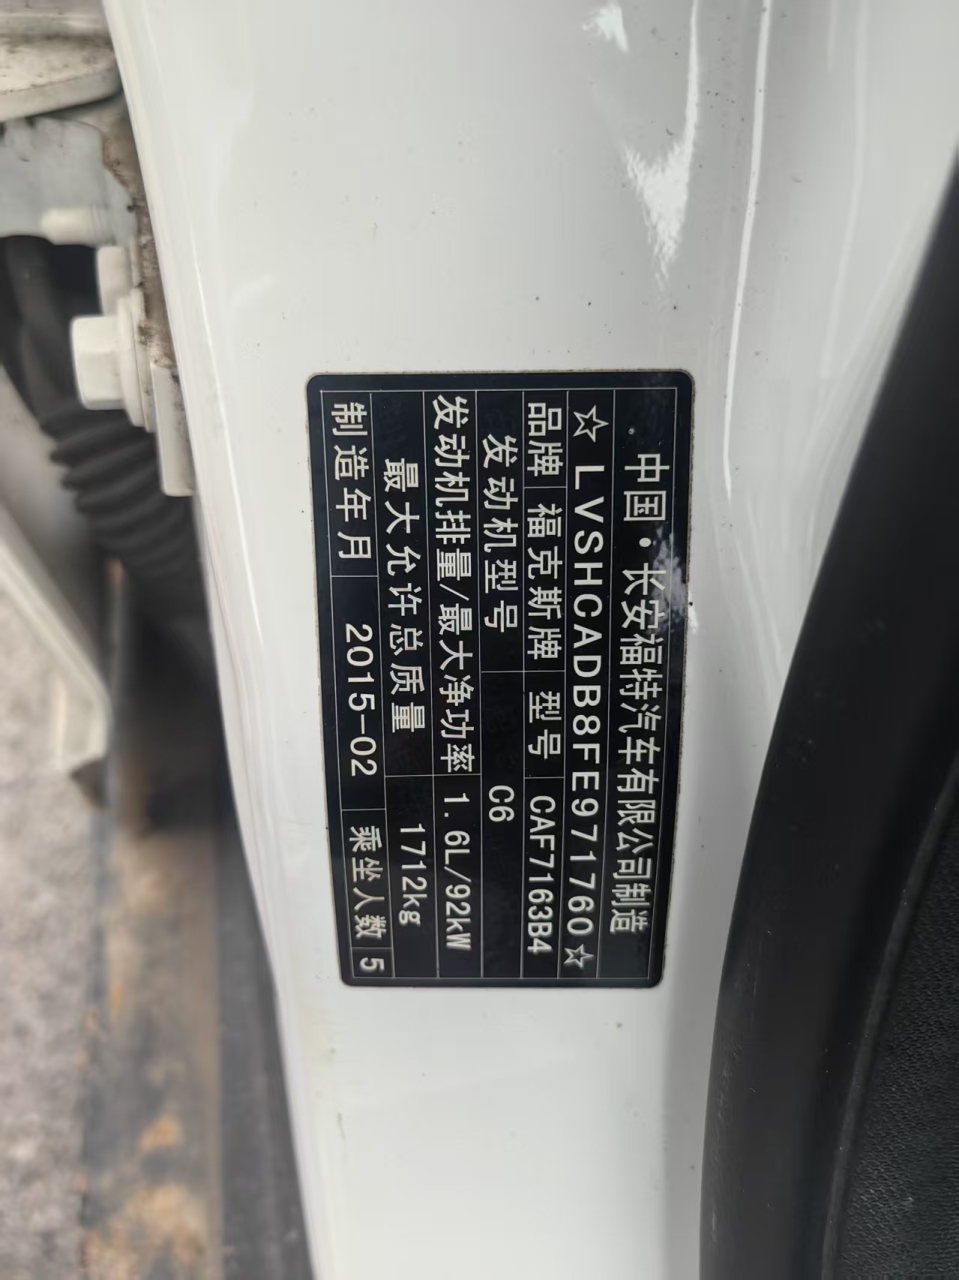 中国·长安福特汽车有限公司制造
☆LVSHCADB8FE971760☆
品牌 福克斯牌 型号 CAF7163B4
发动机型号 C6
发动机排量/最大净功率 1.6L/92kW
最大允许总质量 1712kg
制造年月 2015-02 乘坐人数 5